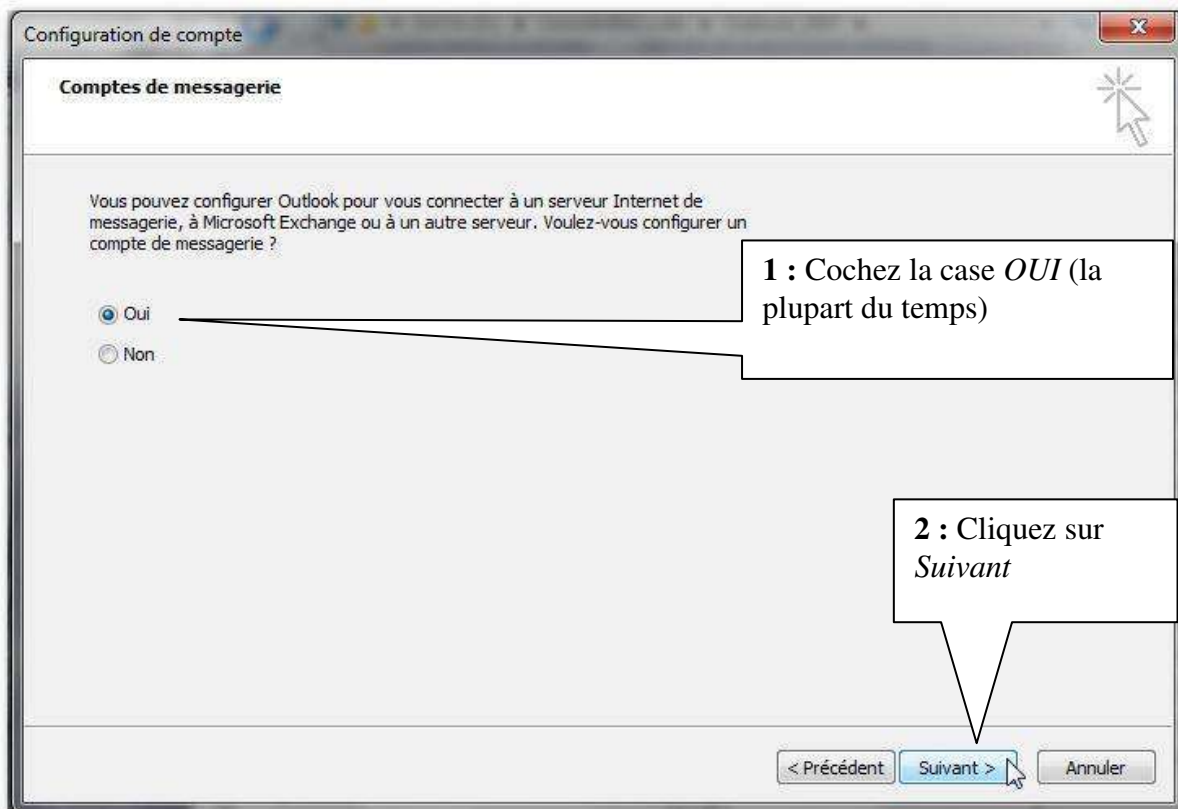 Configuration de compte
Comptes de messagerie
Vous pouvez configurer Outlook pour vous connecter à un serveur Internet de
messagerie, à Microsoft Exchange ou à un autre serveur. Voulez-vous configurer un
compte de messagerie ?
1 : Cochez la case OUI (la
plupart du temps)
Oui
Non
2 : Cliquez sur
Suivant
< Précédent
Suivant >
Annuler